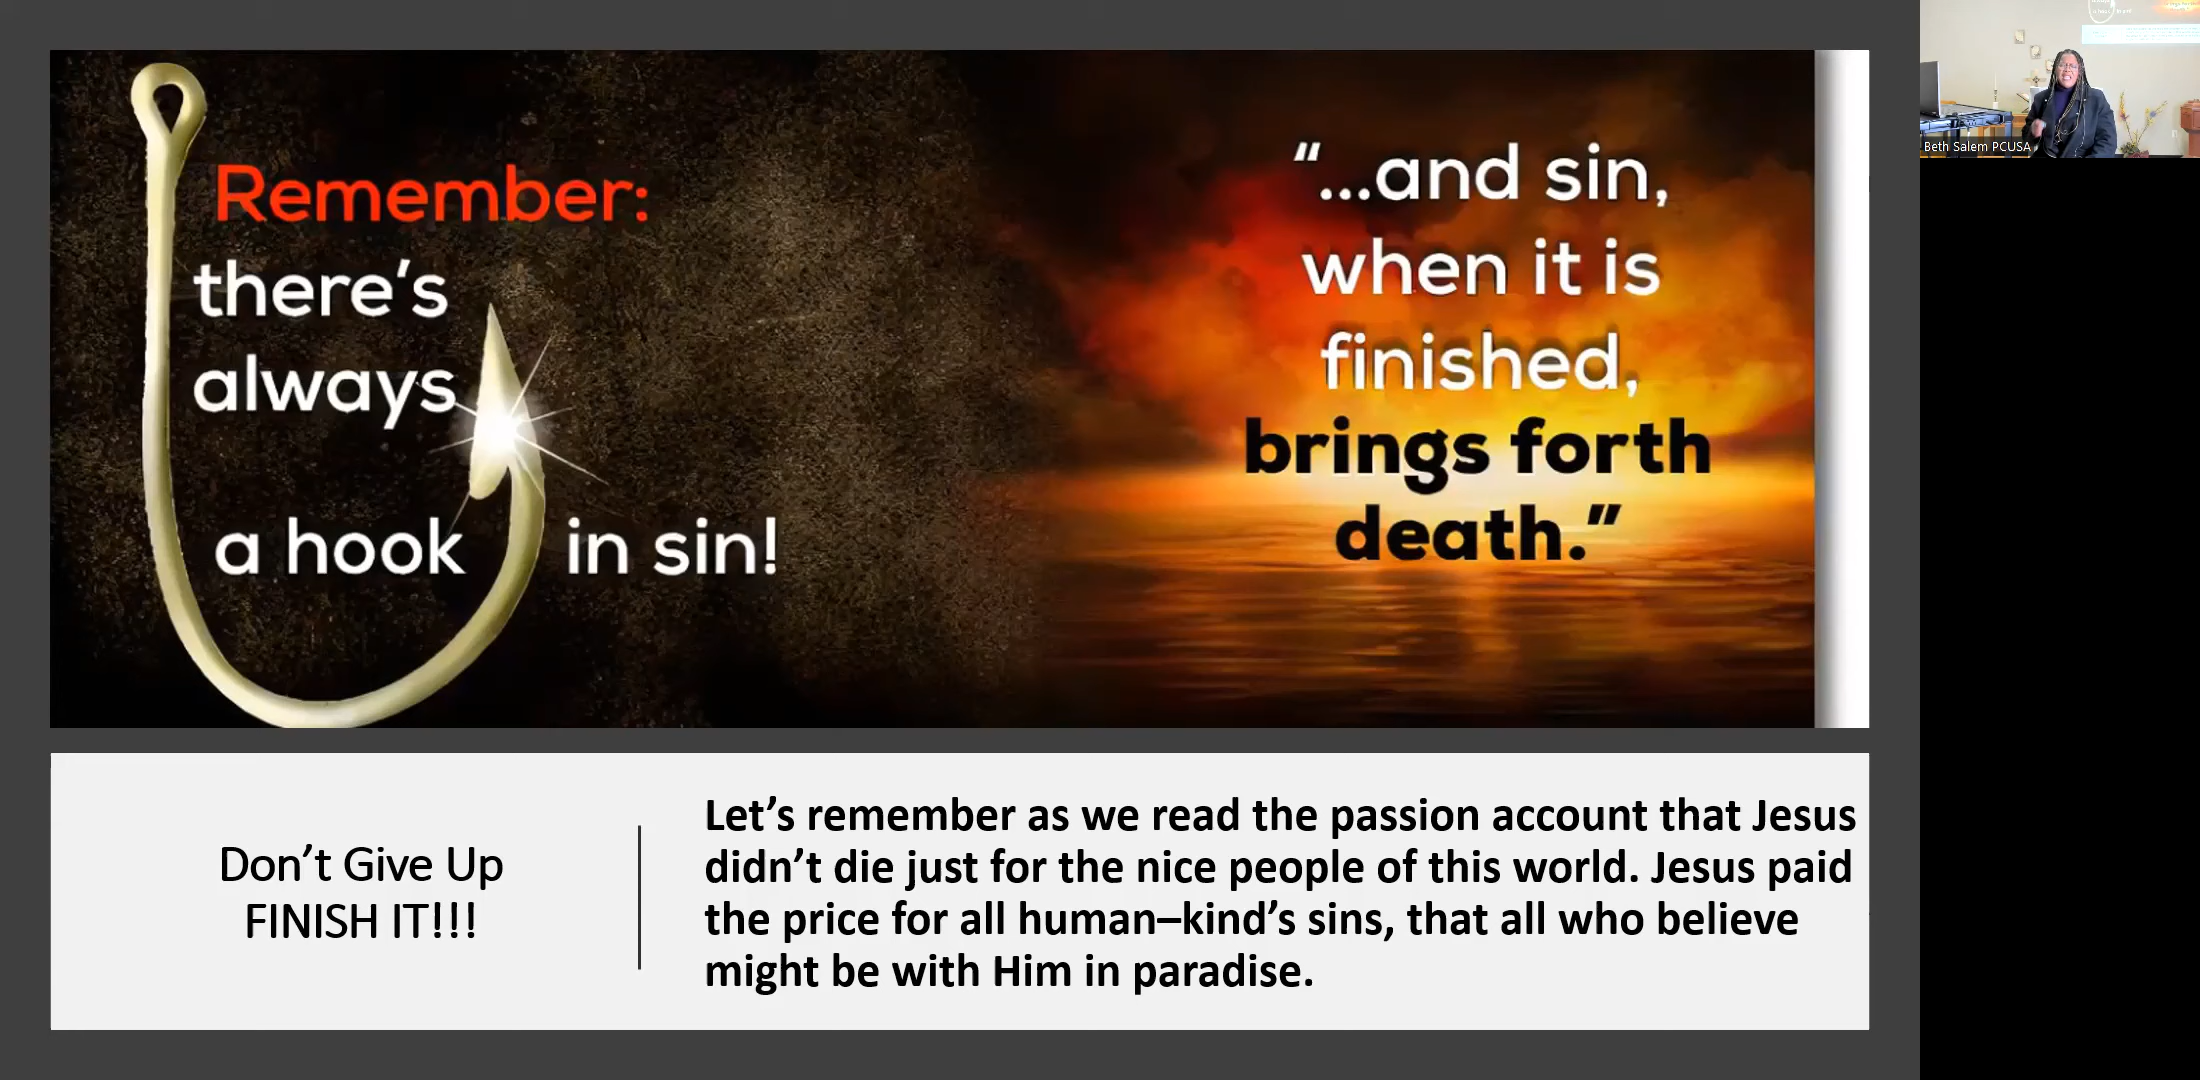 Remember:
there's
always
a hook in sin!
“...and sin,
when it is
finished,
brings forth
death.”
Don’t Give Up
FINISH IT!!!
Let’s remember as we read the passion account that Jesus
didn’t die just for the nice people of this world. Jesus paid
the price for all human–kind’s sins, that all who believe
might be with Him in paradise.
Beth Salem PCUSA